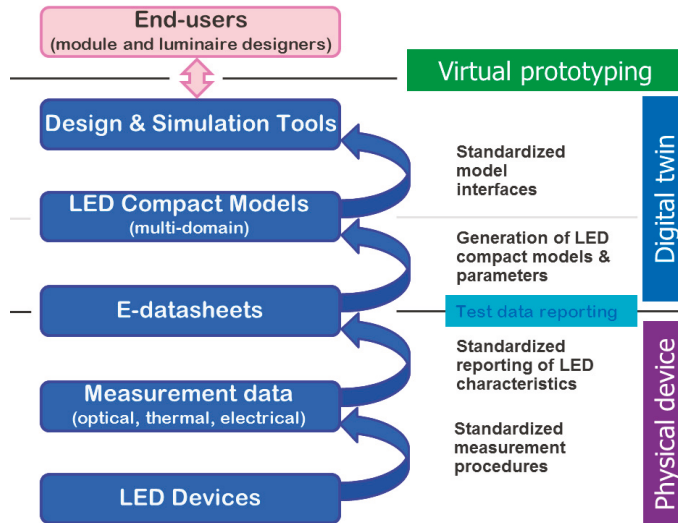 End-users
(module and luminaire designers)
Virtual prototyping
Design & Simulation Tools
Standardized
model
interfaces
Digital twin
LED Compact Models
(multi-domain)
Generation of LED
compact models &
parameters
E-datasheets
Test data reporting
Standardized
reporting of LED
characteristics
Physical device
Measurement data
(optical, thermal, electrical)
Standardized
measurement
procedures
LED Devices